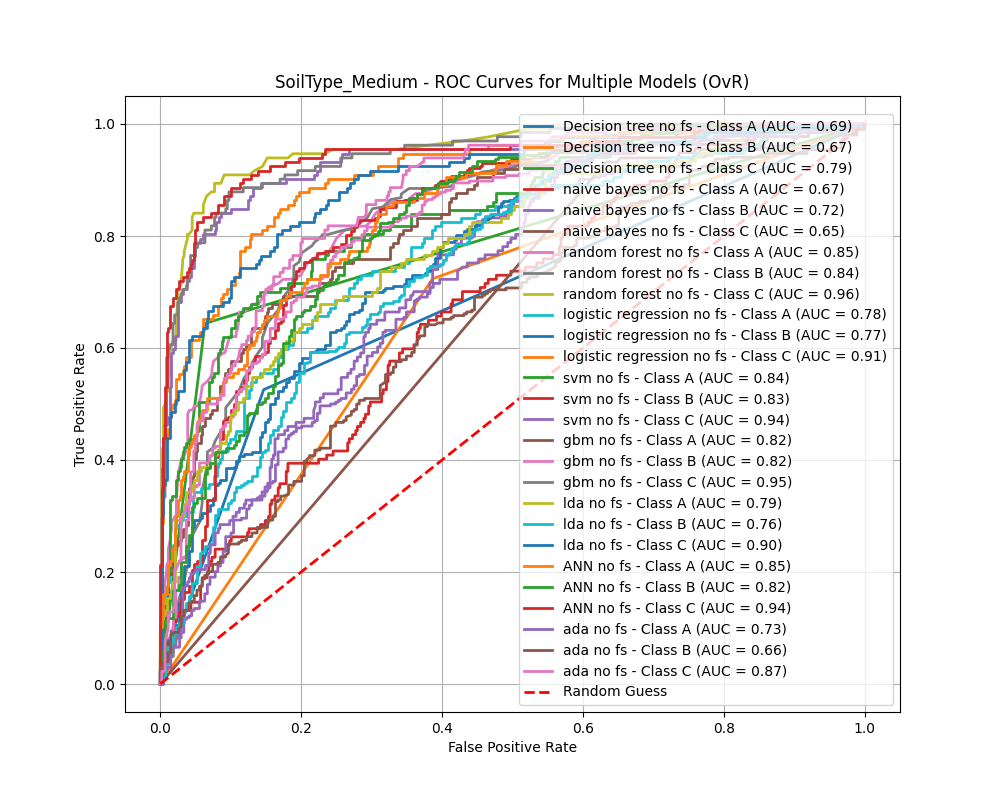 SoilType_Medium - ROC Curves for Multiple Models (OvR)
True Positive Rate
1.0
0.8
0.6
0.4
0.2
0.0
Decision tree no fs - Class A (AUC = 0.69)
Decision tree no fs - Class B (AUC = 0.67)
Decision tree no fs - Class C (AUC = 0.79)
naive bayes no fs - Class A (AUC = 0.67)
naive bayes no fs - Class B (AUC = 0.72)
naive bayes no fs - Class C (AUC = 0.65)
random forest no fs - Class A (AUC = 0.85)
random forest no fs - Class B (AUC = 0.84)
random forest no fs - Class C (AUC = 0.96)
logistic regression no fs - Class A (AUC = 0.78)
logistic regression no fs - Class B (AUC = 0.77)
logistic regression no fs - Class C (AUC = 0.91)
svm no fs - Class A (AUC = 0.84)
svm no fs - Class B (AUC = 0.83)
svm no fs - Class C (AUC = 0.94)
gbm no fs - Class A (AUC = 0.82)
gbm no fs - Class B (AUC = 0.82)
gbm no fs - Class C (AUC = 0.95)
lda no fs - Class A (AUC = 0.79)
lda no fs - Class B (AUC = 0.76)
lda no fs - Class C (AUC = 0.90)
ANN no fs - Class A (AUC = 0.85)
ANN no fs - Class B (AUC = 0.82)
ANN no fs - Class C (AUC = 0.94)
ada no fs - Class A (AUC = 0.73)
ada no fs - Class B (AUC = 0.66)
ada no fs - Class C (AUC = 0.87)
Random Guess
0.0 0.2 0.4 0.6 0.8 1.0
False Positive Rate